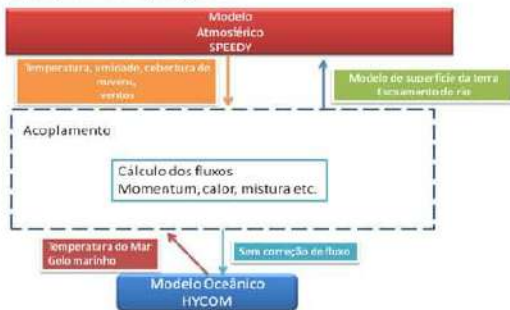 Modelo
Atmosférico
SPEEDY
Temperatura, umidade, cobertura de
nuvens,
ventos
Modelo de superfície da terra
Escoamento de rio
Acoplamento
Cálculo dos fluxos
Momentum, calor, mistura etc.
Temperatura do Mar
Gelo marinho
Sem correção de fluxo
Modelo Oceânico
HYCOM